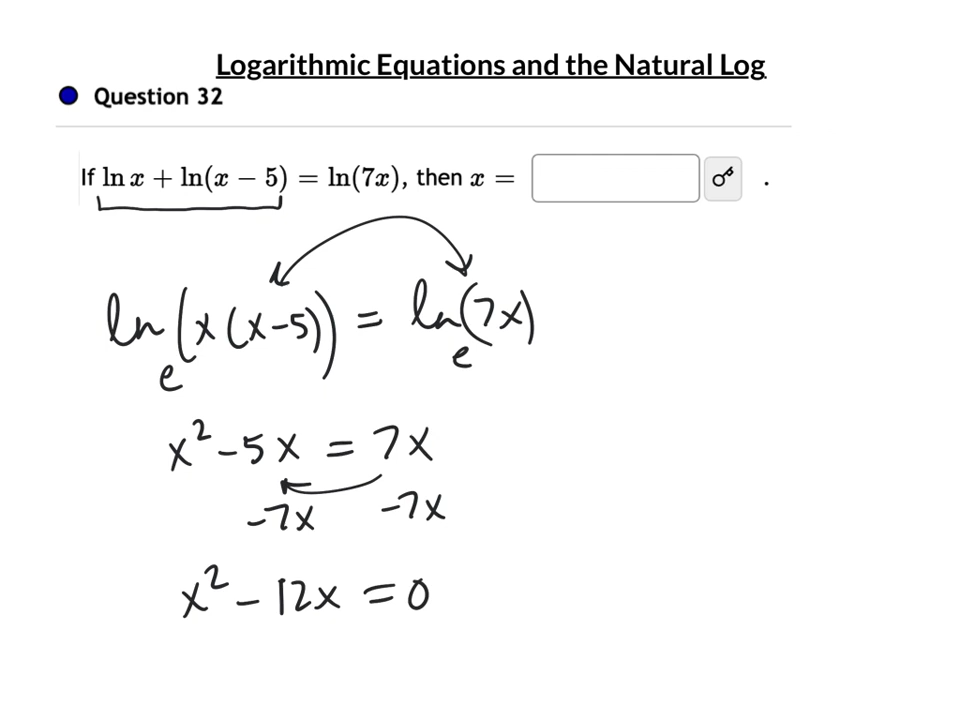 Logarithmic Equations and the Natural Log
Question 32
If ln x + ln(x − 5) = ln(7x), then x = .
ln e (x(x-5)) = ln e (7x)
x² -5x = 7x
-7x -7x
x² - 12x = 0